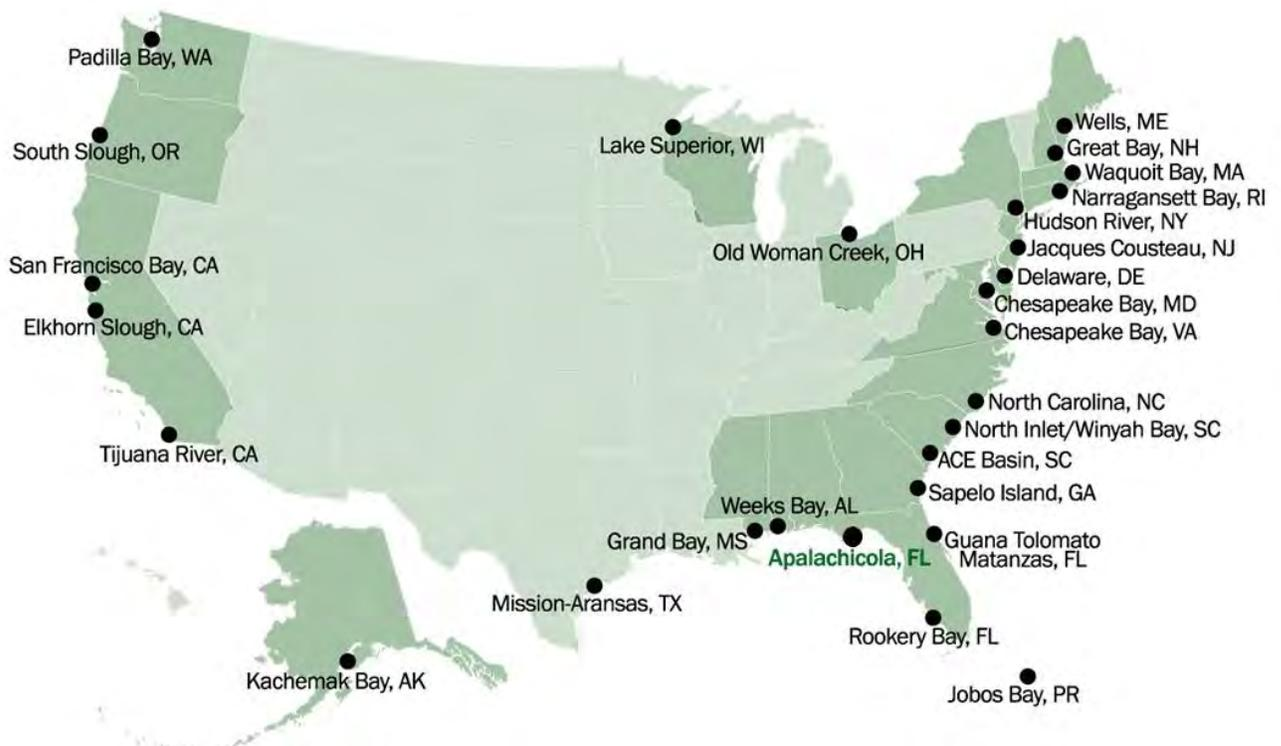 Padilla Bay, WA
South Slough, OR
San Francisco Bay, CA
Elkhorn Slough, CA
Tijuana River, CA
Kachemak Bay, AK
Lake Superior, WI
Old Woman Creek, OH
Wells, ME
Great Bay, NH
Waquoit Bay, MA
Narragansett Bay, RI
Hudson River, NY
Jacques Cousteau, NJ
Delaware, DE
Chesapeake Bay, MD
Chesapeake Bay, VA
North Carolina, NC
North Inlet/Winyah Bay, SC
ACE Basin, SC
Sapelo Island, GA
Guana Tolomato
Matanzas, FL
Weeks Bay, AL
Grand Bay, MS
Apalachicola, FL
Mission-Aransas, TX
Rookery Bay, FL
Jobos Bay, PR